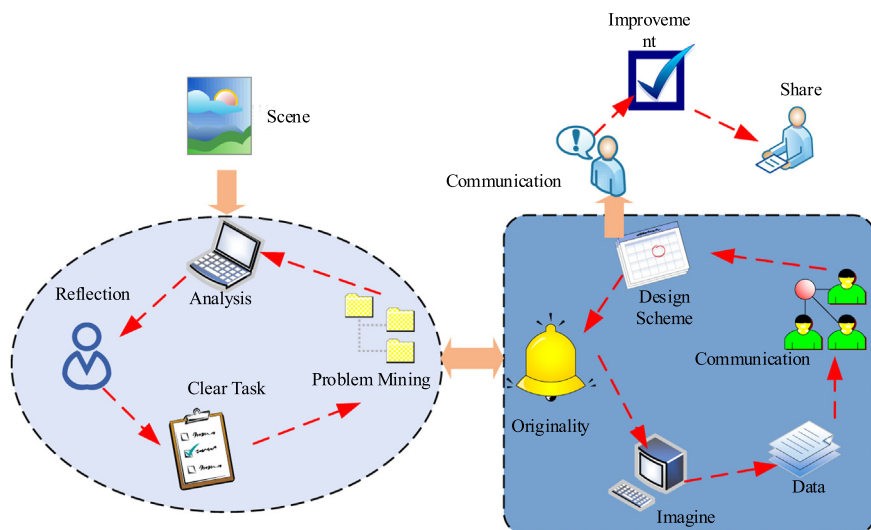 Improveme
nt
Share
Scene
Communication
Reflection
Analysis
Design
Scheme
Communication
Problem Mining
Clear Task
Originality
Data
Imagine